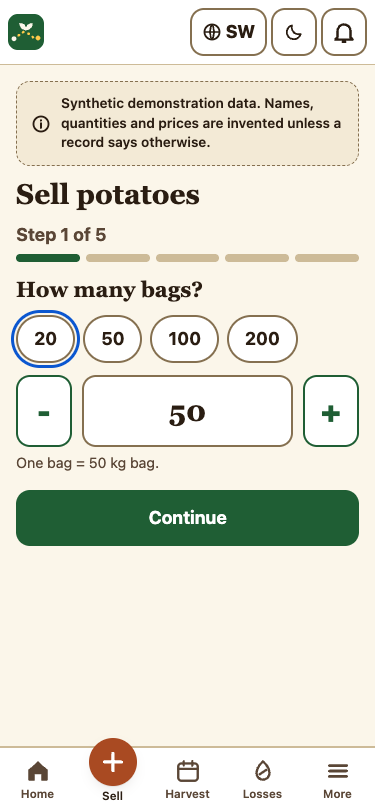 SW
Synthetic demonstration data. Names,
quantities and prices are invented unless a
record says otherwise.
Sell potatoes
Step 1 of 5
How many bags?
20 50 100 200
- 50 +
One bag = 50 kg bag.
Continue
Home Sell Harvest Losses More